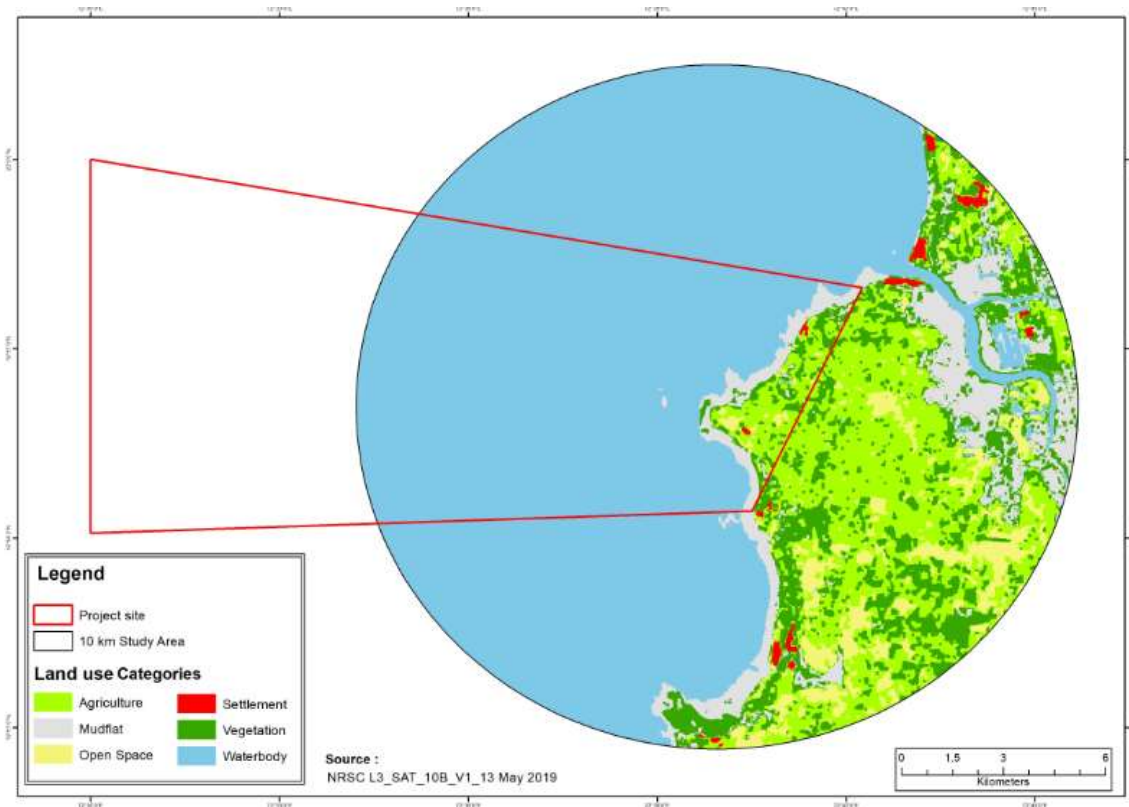 Legend
Project site
10 km Study Area
Land use Categories
Agriculture
Settlement
Mudflat
Vegetation
Open Space
Waterbody
Source :
NRSC L3_SAT_10B_V1_13 May 2019
0 1.5 3 6
Kilometers